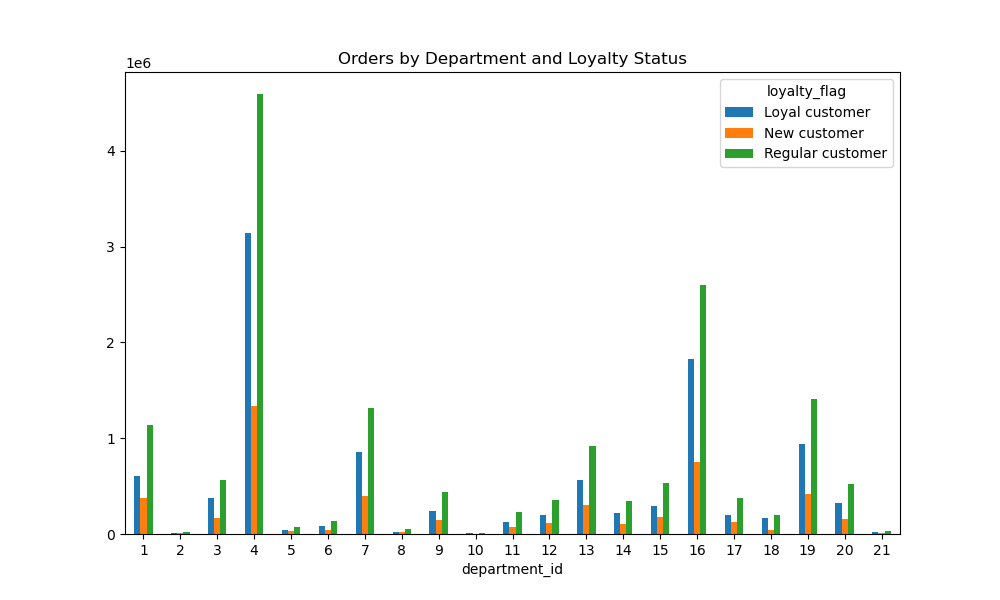 Orders by Department and Loyalty Status
1e6
loyalty_flag
Loyal customer
New customer
Regular customer
4
3
2
1
0
1 2 3 4 5 6 7 8 9 10 11 12 13 14 15 16 17 18 19 20 21
department_id